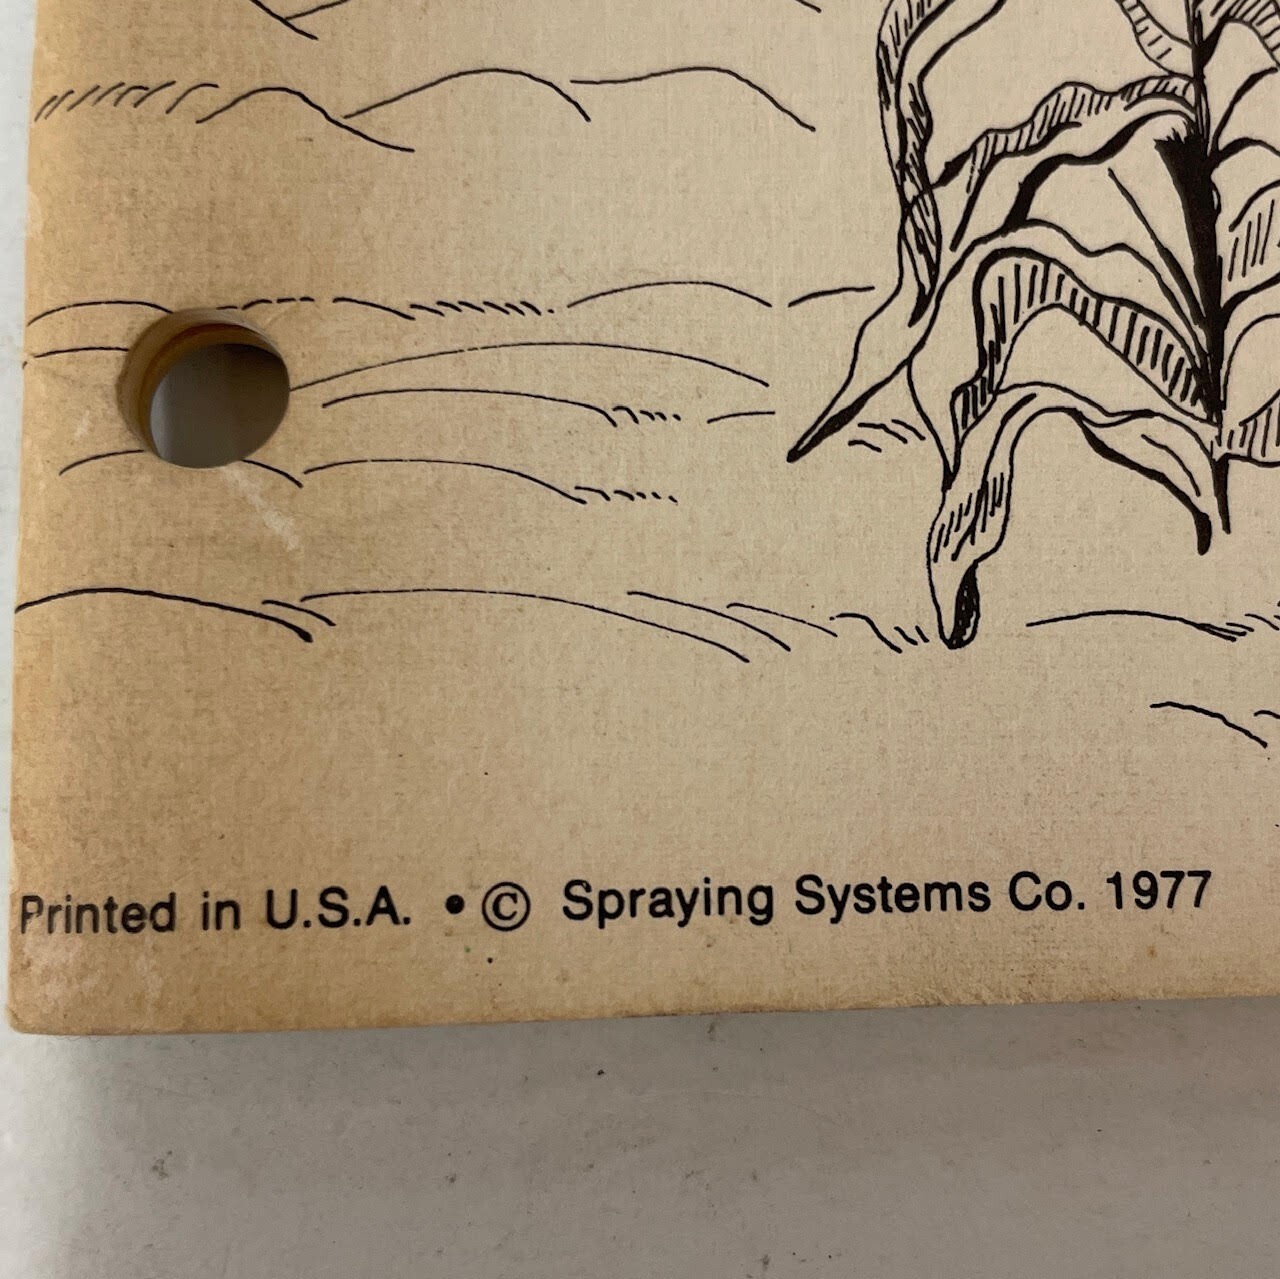 Printed in U.S.A. • © Spraying Systems Co. 1977